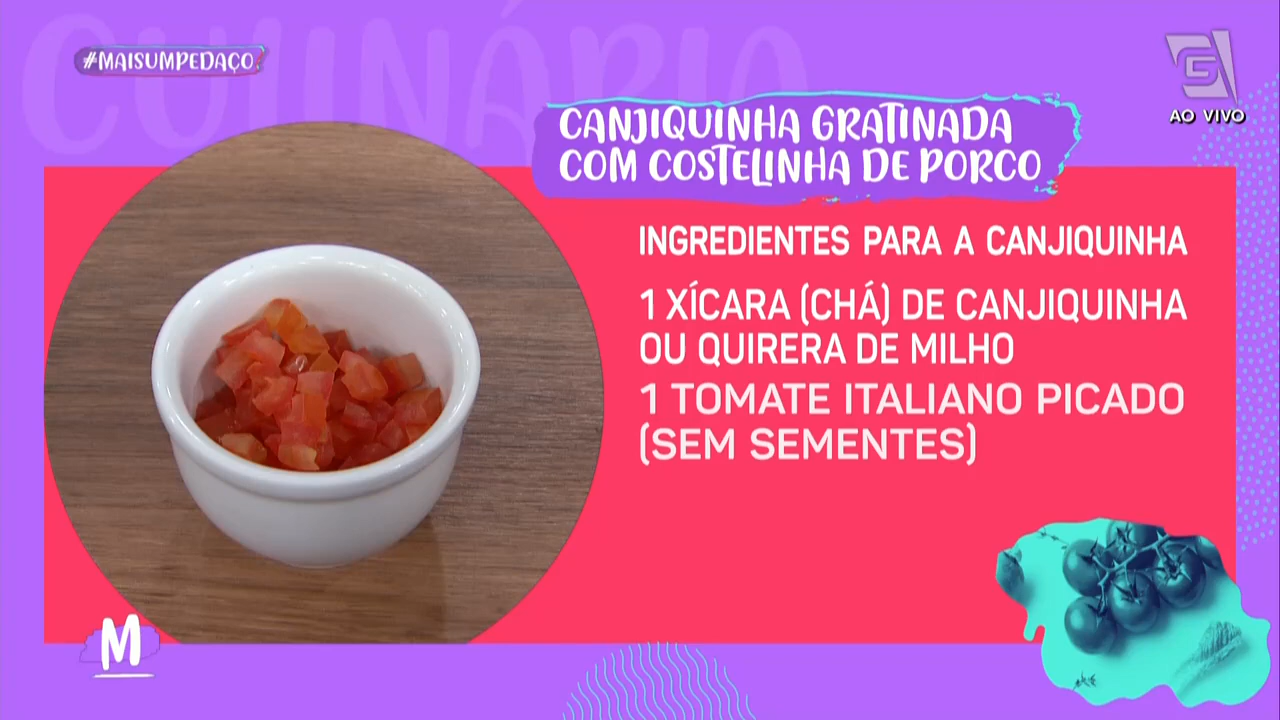 CULINÁRIA
#MAISUMPEDAÇO
G
AO VIVO
CANJIQUINHA GRATINADA
COM COSTELINHA DE PORCO
INGREDIENTES PARA A CANJIQUINHA
1 XÍCARA (CHÁ) DE CANJIQUINHA
OU QUIRERA DE MILHO
1 TOMATE ITALIANO PICADO
(SEM SEMENTES)
M